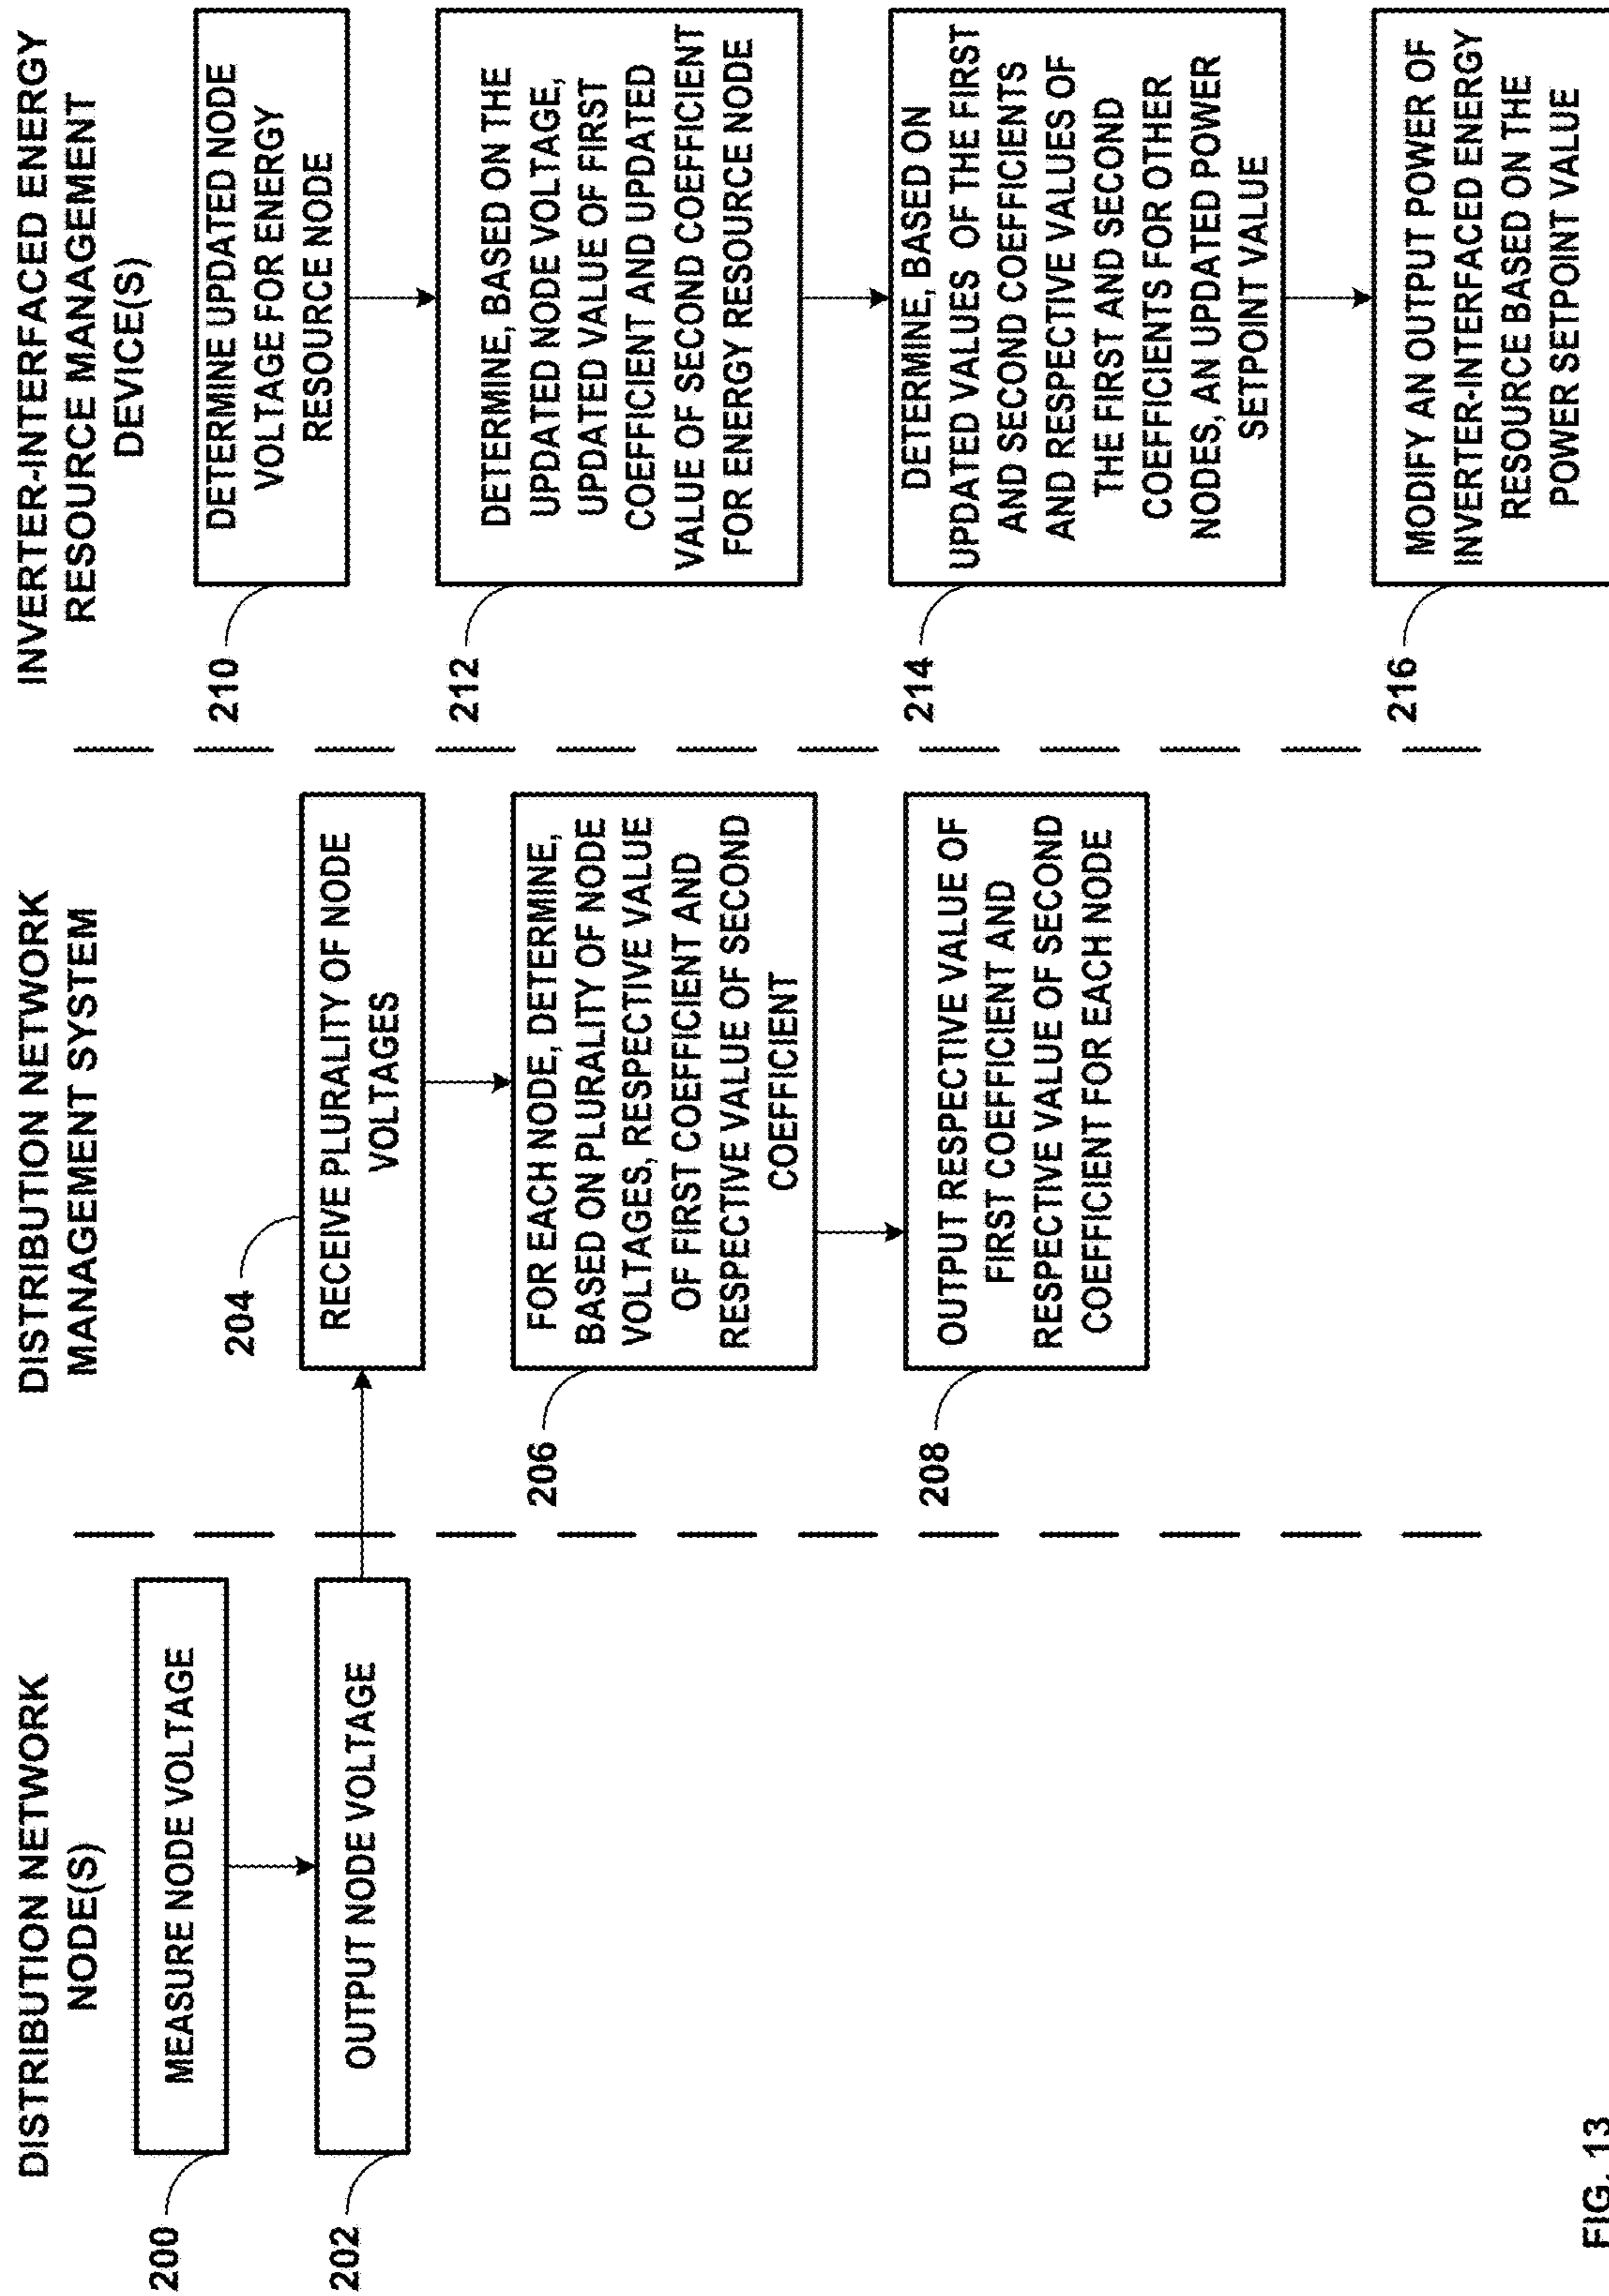 DISTRIBUTION NETWORK
NODE(S)
200
MEASURE NODE VOLTAGE
202
OUTPUT NODE VOLTAGE
DISTRIBUTION NETWORK
MANAGEMENT SYSTEM
204
RECEIVE PLURALITY OF NODE
VOLTAGES
206
FOR EACH NODE, DETERMINE,
BASED ON PLURALITY OF NODE
VOLTAGES, RESPECTIVE VALUE
OF FIRST COEFFICIENT AND
RESPECTIVE VALUE OF SECOND
COEFFICIENT
208
OUTPUT RESPECTIVE VALUE OF
FIRST COEFFICIENT AND
RESPECTIVE VALUE OF SECOND
COEFFICIENT FOR EACH NODE
INVERTER-INTERFACED ENERGY
RESOURCE MANAGEMENT
DEVICE(S)
210
DETERMINE UPDATED NODE
VOLTAGE FOR ENERGY
RESOURCE NODE
212
DETERMINE, BASED ON THE
UPDATED NODE VOLTAGE,
UPDATED VALUE OF FIRST
COEFFICIENT AND UPDATED
VALUE OF SECOND COEFFICIENT
FOR ENERGY RESOURCE NODE
214
DETERMINE, BASED ON
UPDATED VALUES OF THE FIRST
AND SECOND COEFFICIENTS
AND RESPECTIVE VALUES OF
THE FIRST AND SECOND
COEFFICIENTS FOR OTHER
NODES, AN UPDATED POWER
SETPOINT VALUE
216
MODIFY AN OUTPUT POWER OF
INVERTER-INTERFACED ENERGY
RESOURCE BASED ON THE
POWER SETPOINT VALUE
FIG. 13